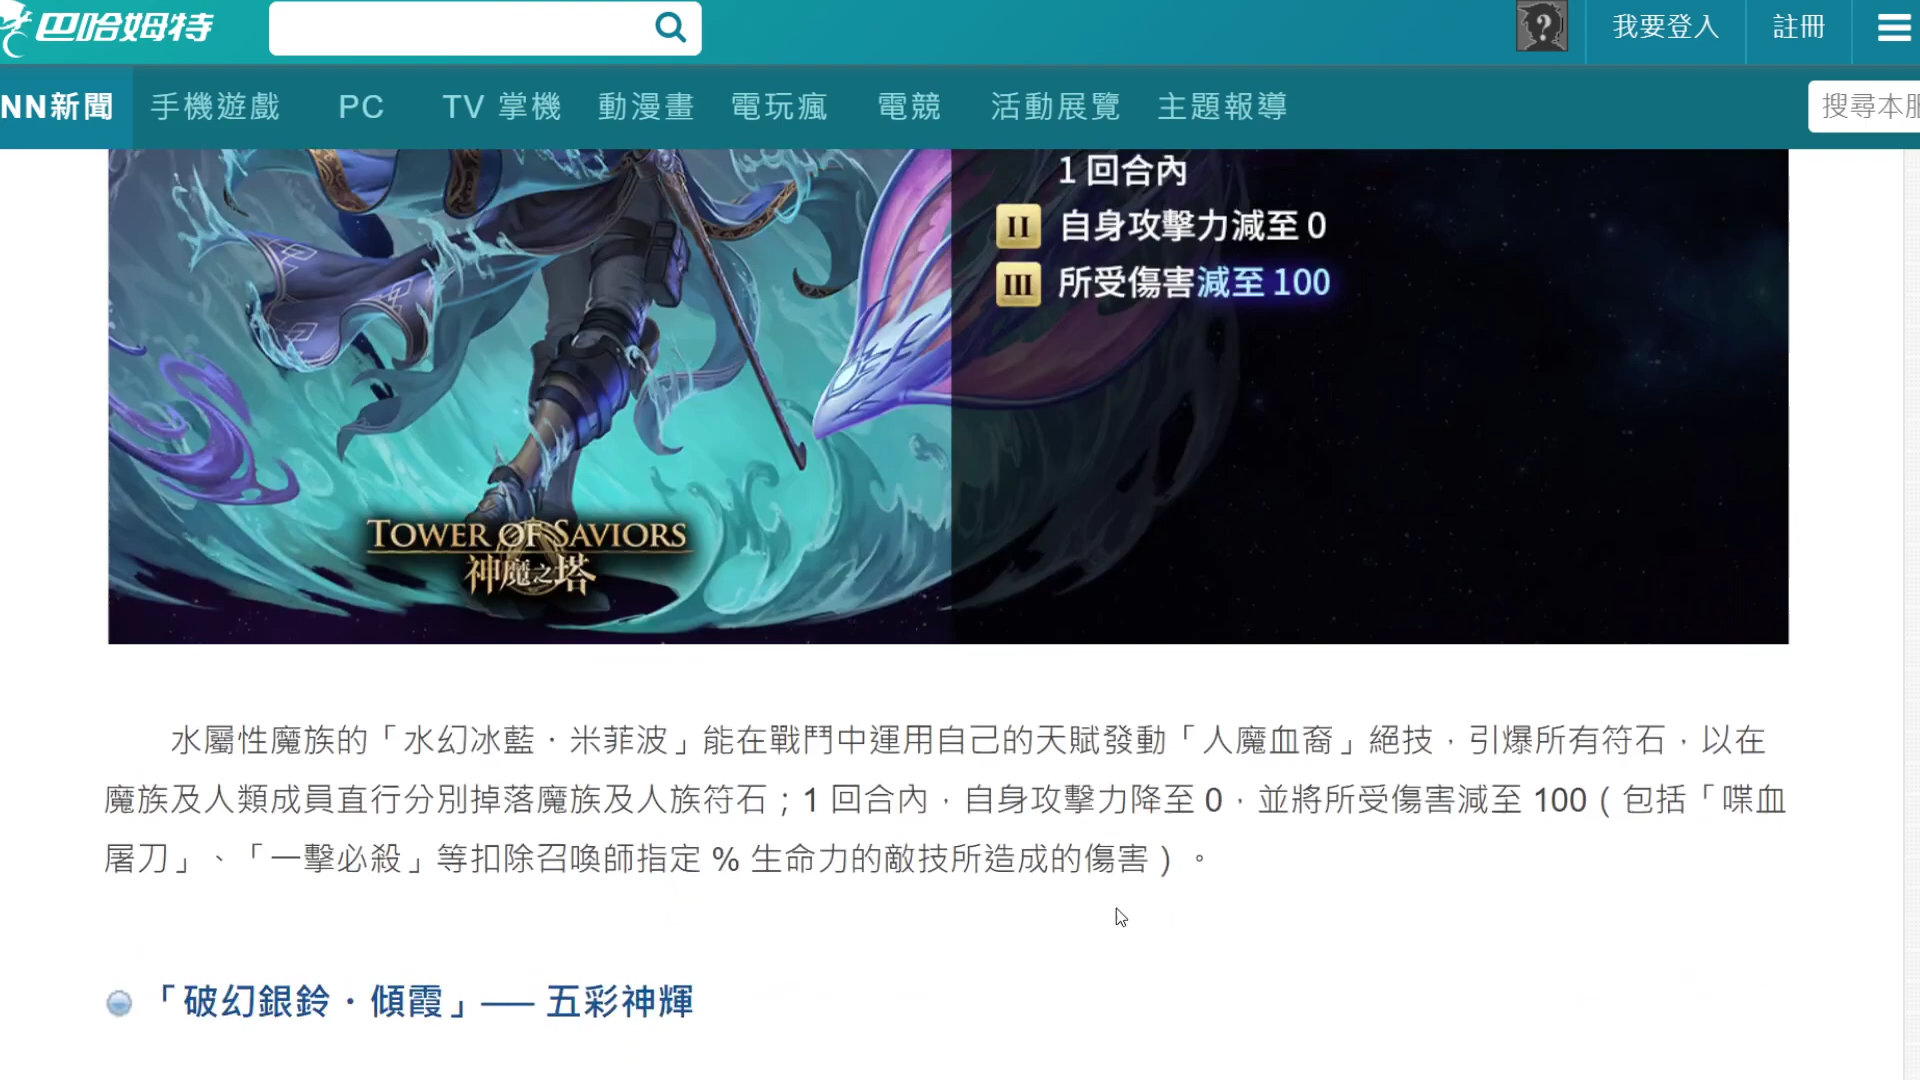 巴哈姆特
我要登入
註冊
NN新聞
手機遊戲
PC
TV 掌機
動漫畫
電玩瘋
電競
活動展覽
主題報導
搜尋本服
1 回合內
II 自身攻擊力減至 0
III 所受傷害減至 100
TOWER OF SAVIORS
神魔之塔
水屬性魔族的「水幻冰藍．米菲波」能在戰鬥中運用自己的天賦發動「人魔血裔」絕技，引爆所有符石，以在
魔族及人類成員直行分別掉落魔族及人族符石；1 回合內，自身攻擊力降至 0，並將所受傷害減至 100（包括「喋血
屠刀」、「一擊必殺」等扣除召喚師指定 % 生命力的敵技所造成的傷害）。
「破幻銀鈴．傾霞」—— 五彩神輝